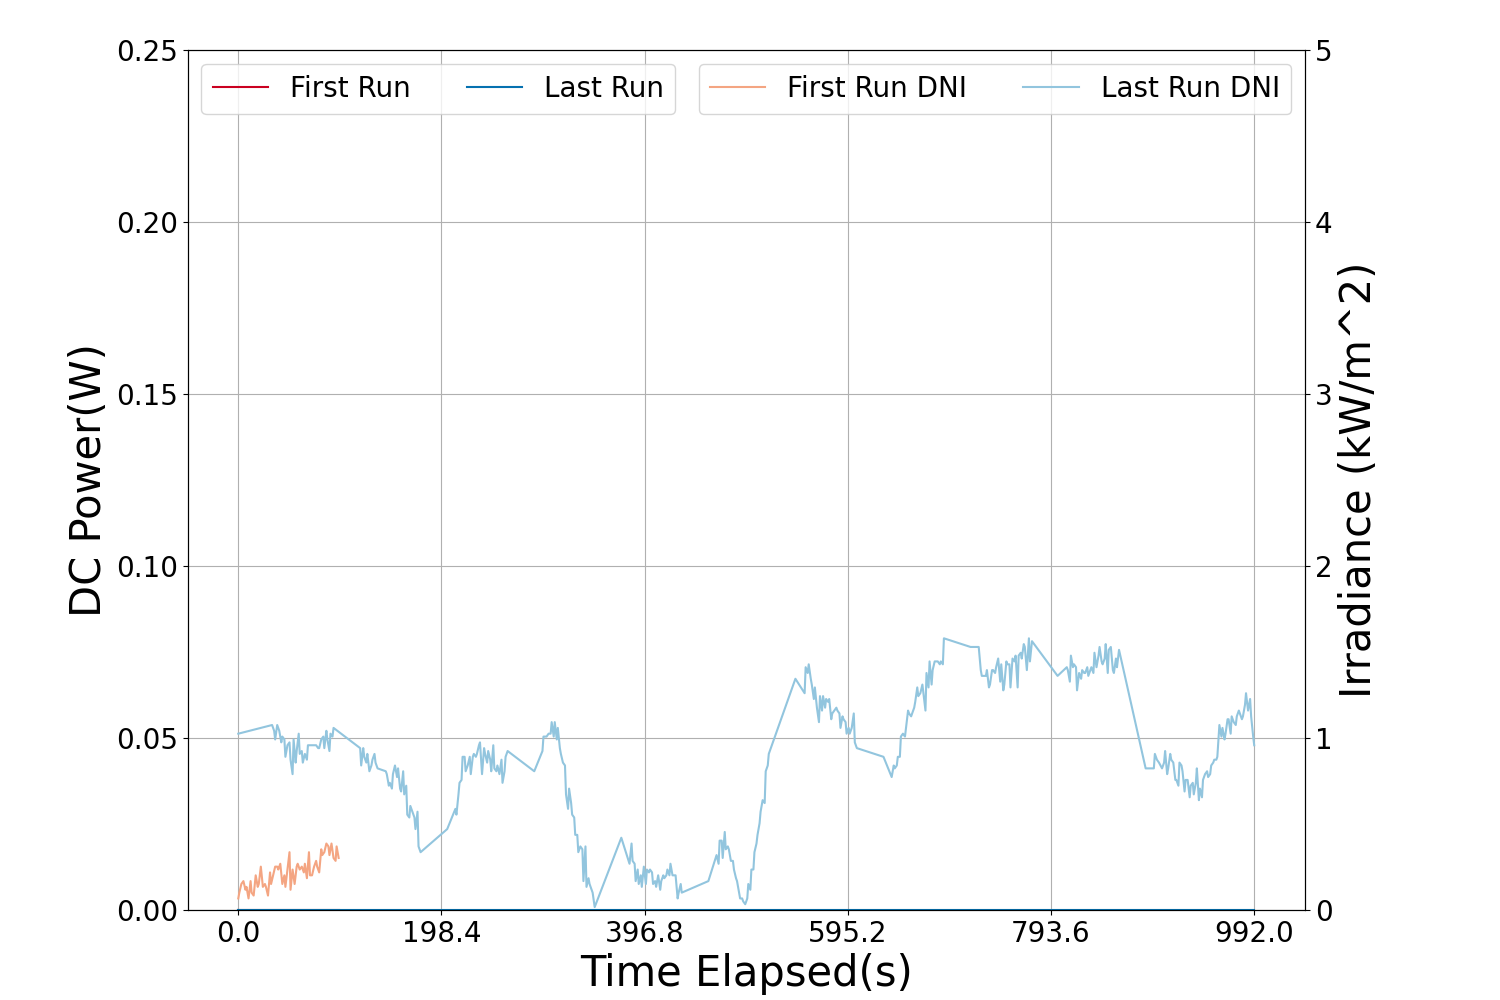 First Run
Last Run
First Run DNI
Last Run DNI
DC Power(W)
0.25
0.20
0.15
0.10
0.05
0.00
5
4
3
2
1
0
Irradiance (kW/m^2)
0.0
198.4
396.8
595.2
793.6
992.0
Time Elapsed(s)